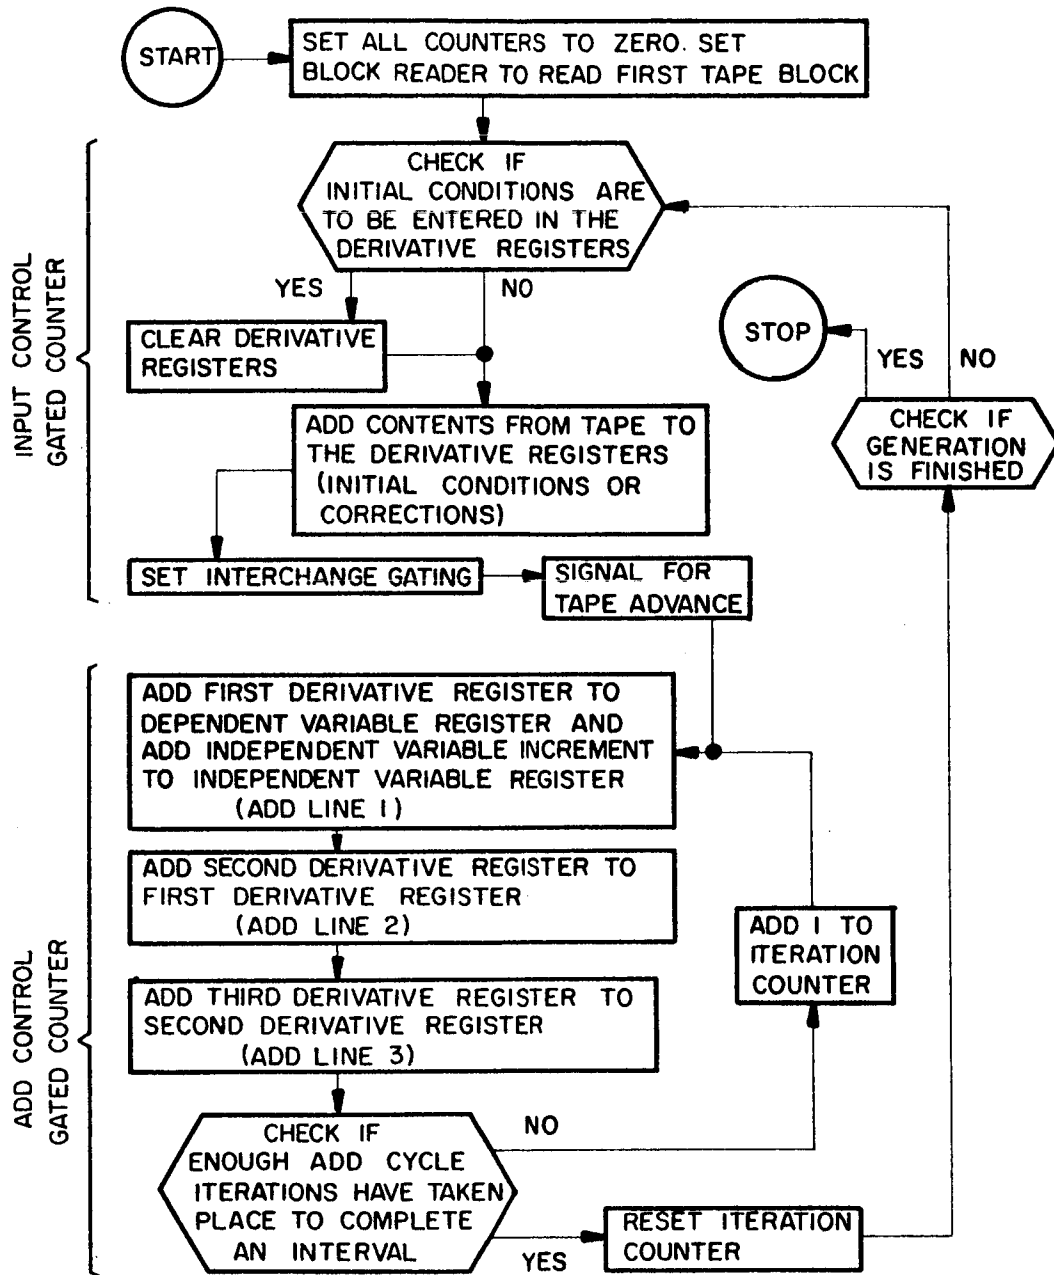 START
SET ALL COUNTERS TO ZERO. SET
BLOCK READER TO READ FIRST TAPE BLOCK
CHECK IF
INITIAL CONDITIONS ARE
TO BE ENTERED IN THE
DERIVATIVE REGISTERS
YES
NO
INPUT CONTROL
GATED COUNTER
CLEAR DERIVATIVE
REGISTERS
STOP
YES
NO
CHECK IF
GENERATION
IS FINISHED
ADD CONTENTS FROM TAPE TO
THE DERIVATIVE REGISTERS
(INITIAL CONDITIONS OR
CORRECTIONS)
SET INTERCHANGE GATING
SIGNAL FOR
TAPE ADVANCE
ADD CONTROL
GATED COUNTER
ADD FIRST DERIVATIVE REGISTER TO
DEPENDENT VARIABLE REGISTER AND
ADD INDEPENDENT VARIABLE INCREMENT
TO INDEPENDENT VARIABLE REGISTER
(ADD LINE 1)
ADD SECOND DERIVATIVE REGISTER TO
FIRST DERIVATIVE REGISTER
(ADD LINE 2)
ADD THIRD DERIVATIVE REGISTER TO
SECOND DERIVATIVE REGISTER
(ADD LINE 3)
ADD 1 TO
ITERATION
COUNTER
CHECK IF
ENOUGH ADD CYCLE
ITERATIONS HAVE TAKEN
PLACE TO COMPLETE
AN INTERVAL
NO
YES
RESET ITERATION
COUNTER